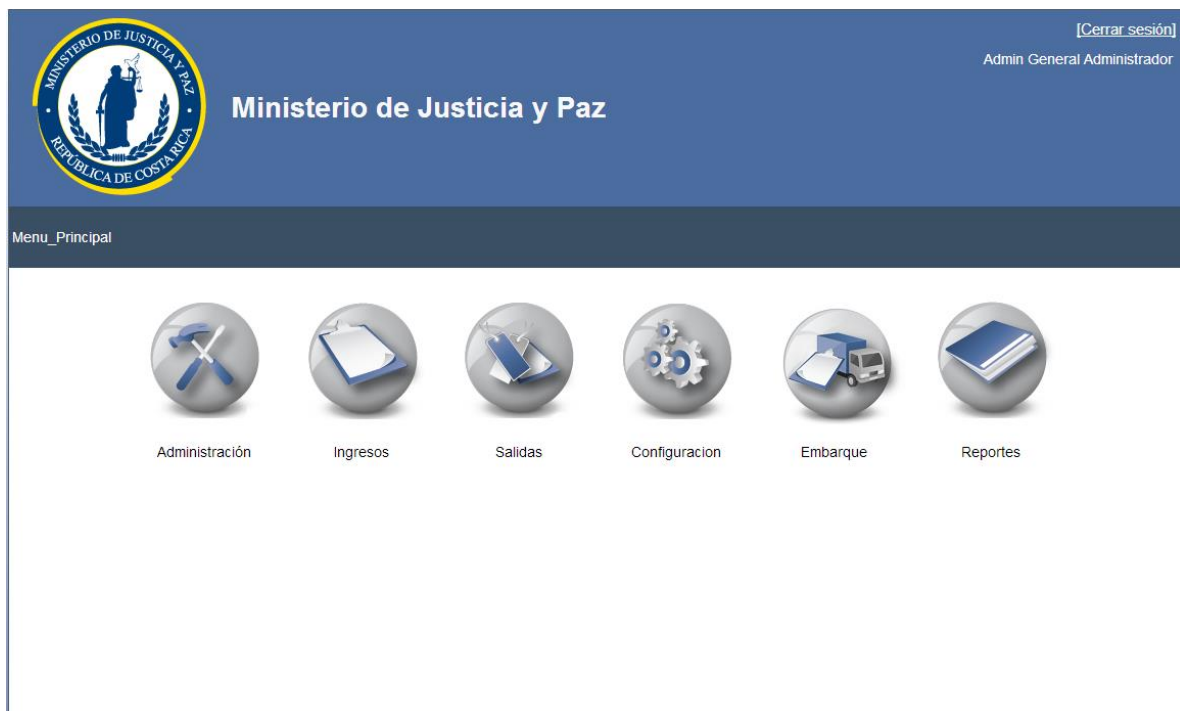 MINISTERIO DE JUSTICIA Y PAZ
REPÚBLICA DE COSTA RICA
[Cerrar sesión]
Admin General Administrador
Ministerio de Justicia y Paz
Menu_Principal
Administración
Ingresos
Salidas
Configuracion
Embarque
Reportes